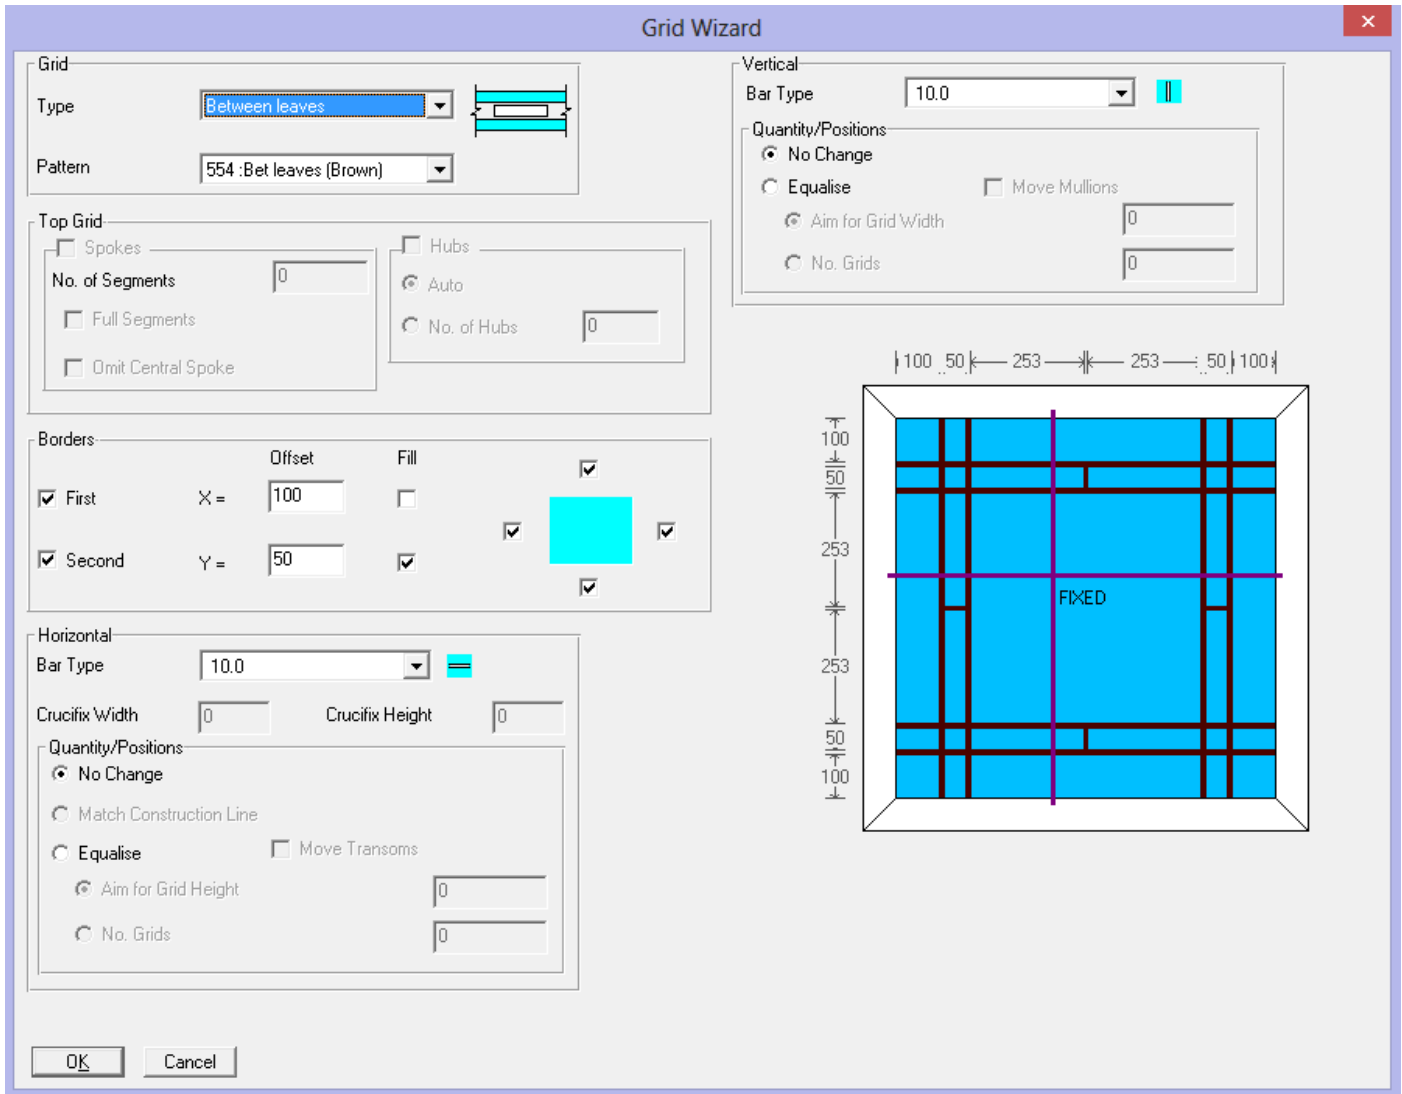 Grid Wizard
Grid
Type
Between leaves
Pattern
554 :Bet leaves (Brown)
Top Grid
Spokes
No. of Segments
0
Full Segments
Omit Central Spoke
Hubs
Auto
No. of Hubs
0
Borders
Offset
Fill
First
X =
100
Second
Y =
50
Horizontal
Bar Type
10.0
Crucifix Width
0
Crucifix Height
0
Quantity/Positions
No Change
Match Construction Line
Equalise
Move Transoms
Aim for Grid Height
0
No. Grids
0
Vertical
Bar Type
10.0
Quantity/Positions
No Change
Equalise
Move Mullions
Aim for Grid Width
0
No. Grids
0
100 50 253 253 50 100
100
50
253
FIXED
253
50
100
OK
Cancel